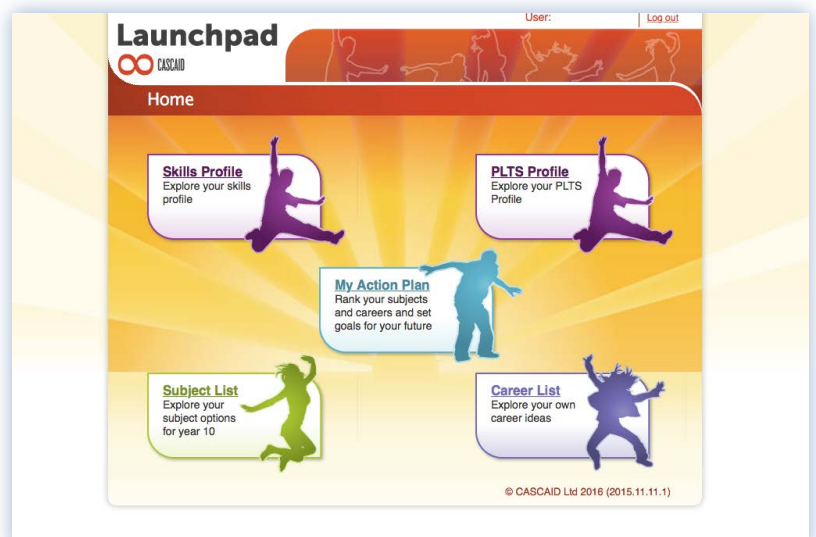 User:
Log out
Launchpad
CASCAID
Home
Skills Profile
Explore your skills
profile
PLTS Profile
Explore your PLTS
Profile
My Action Plan
Rank your subjects
and careers and set
goals for your future
Subject List
Explore your
subject options
for year 10
Career List
Explore your own
career ideas
© CASCAID Ltd 2016 (2015.11.11.1)